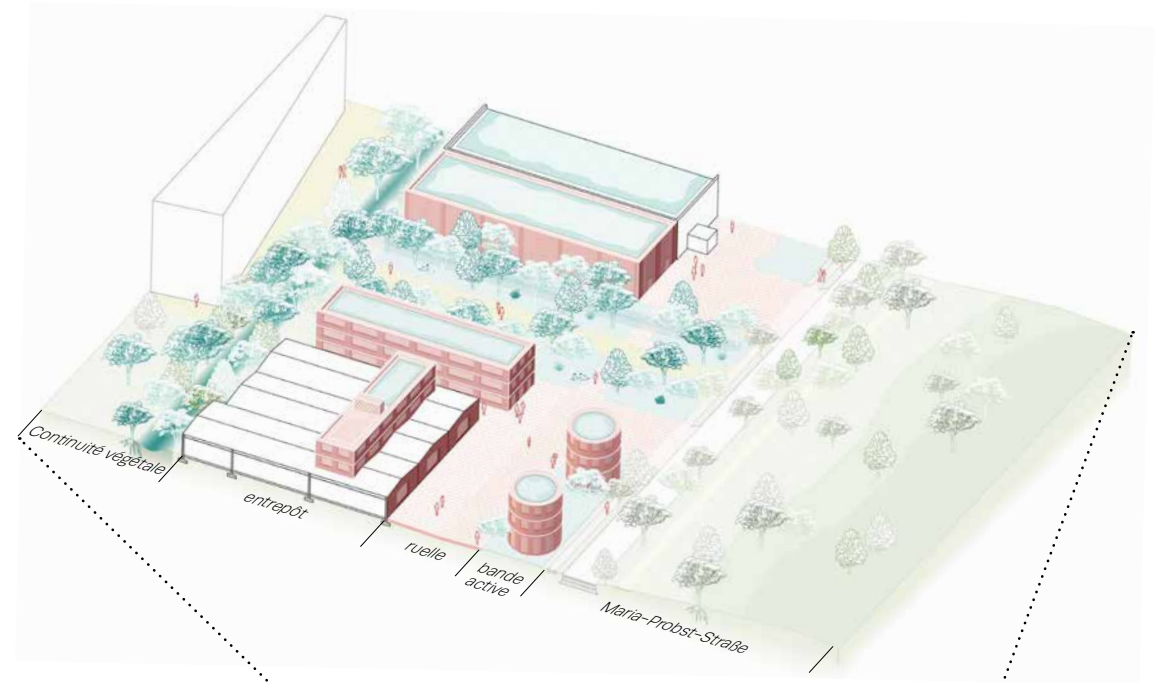 Continuité végétale
entrepôt
ruelle
bande
active
Maria-Probst-Straße